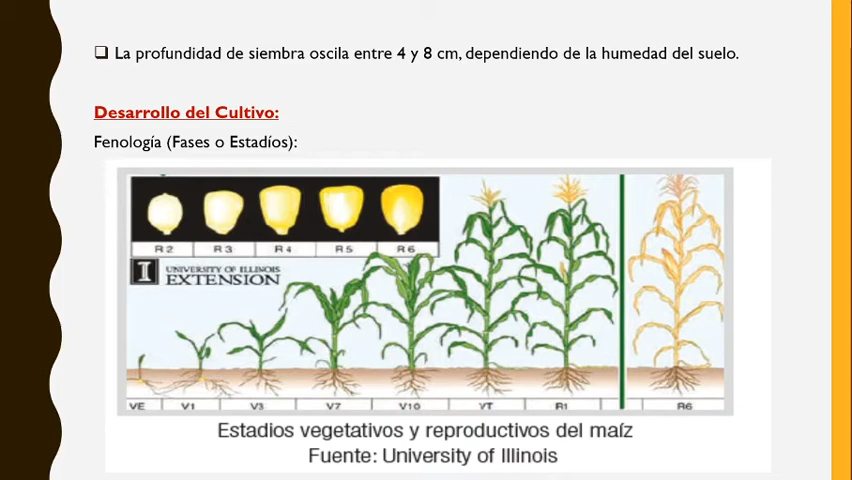 La profundidad de siembra oscila entre 4 y 8 cm, dependiendo de la humedad del suelo.
Desarrollo del Cultivo:
Fenología (Fases o Estadíos):
R2 R3 R4 R5 R6
I UNIVERSITY OF ILLINOIS
EXTENSION
VE V1 V3 V7 V10 VT R1 R6
Estadios vegetativos y reproductivos del maíz
Fuente: University of Illinois